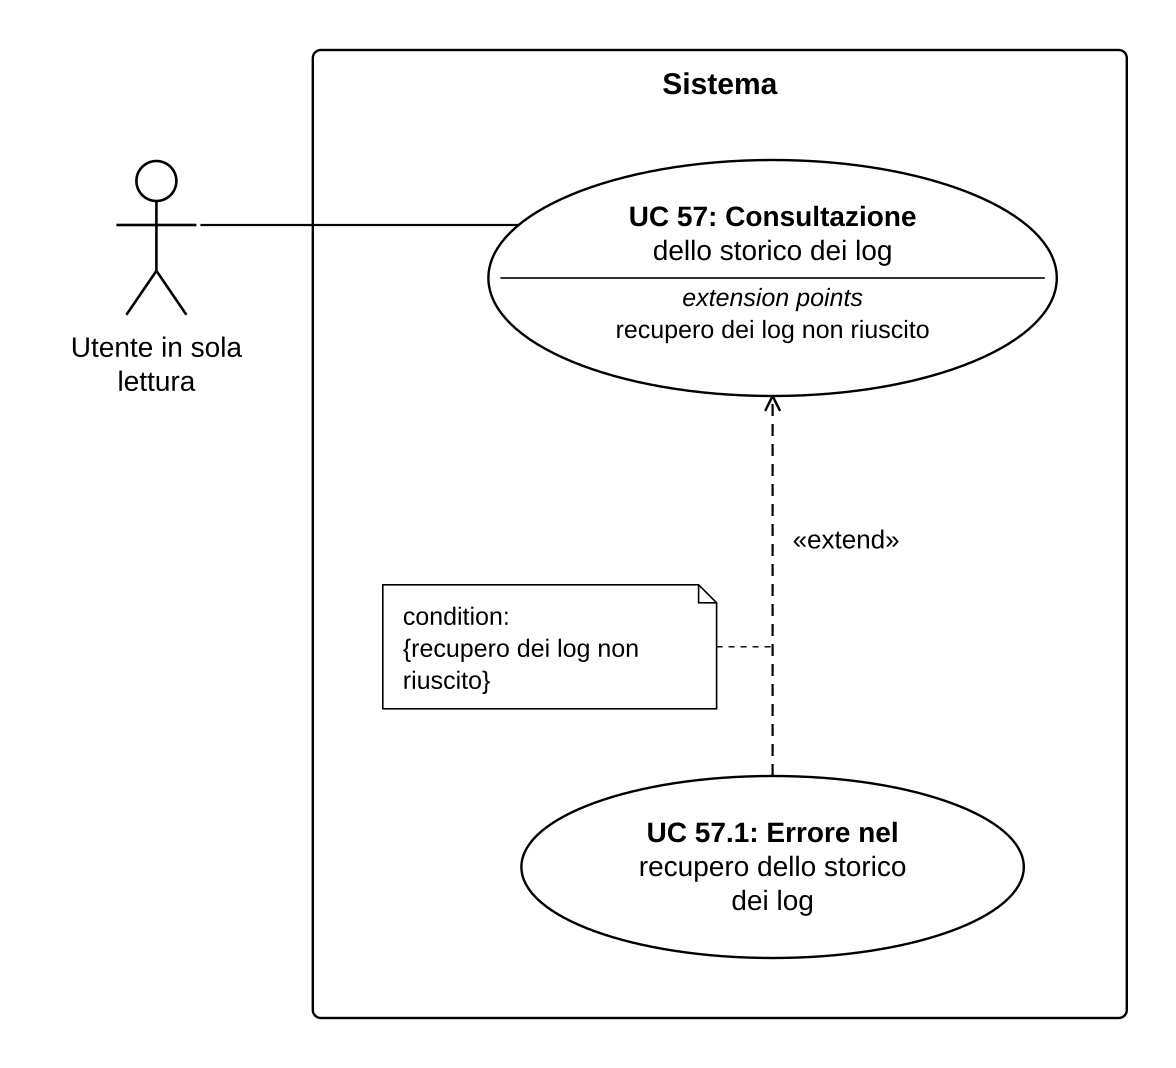 Sistema
UC 57: Consultazione
dello storico dei log
extension points
recupero dei log non riuscito
Utente in sola
lettura
«extend»
condition:
{recupero dei log non
riuscito}
UC 57.1: Errore nel
recupero dello storico
dei log